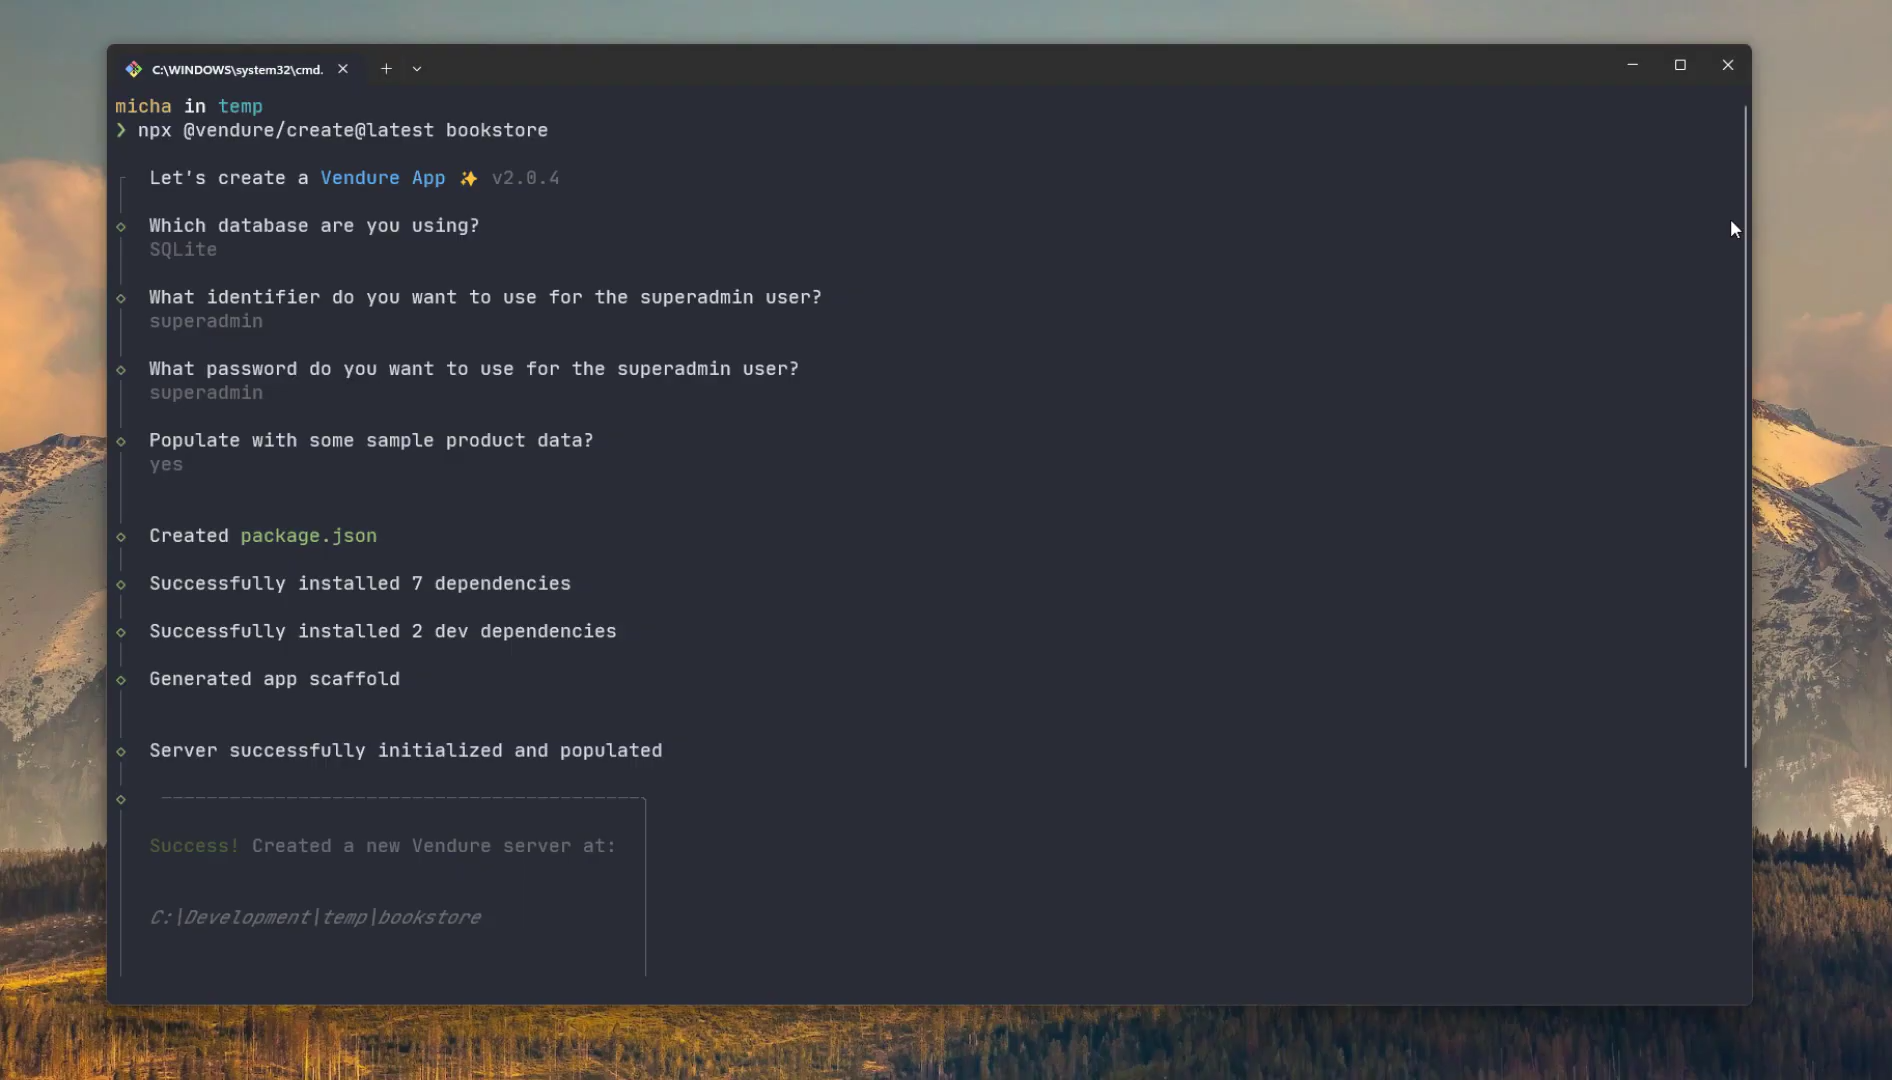 C:\WINDOWS\system32\cmd.
micha in temp
❯ npx @vendure/create@latest bookstore
Let's create a Vendure App ✨ v2.0.4
Which database are you using?
SQLite
What identifier do you want to use for the superadmin user?
superadmin
What password do you want to use for the superadmin user?
superadmin
Populate with some sample product data?
yes
Created package.json
Successfully installed 7 dependencies
Successfully installed 2 dev dependencies
Generated app scaffold
Server successfully initialized and populated
Success! Created a new Vendure server at:
C:\Development\temp\bookstore